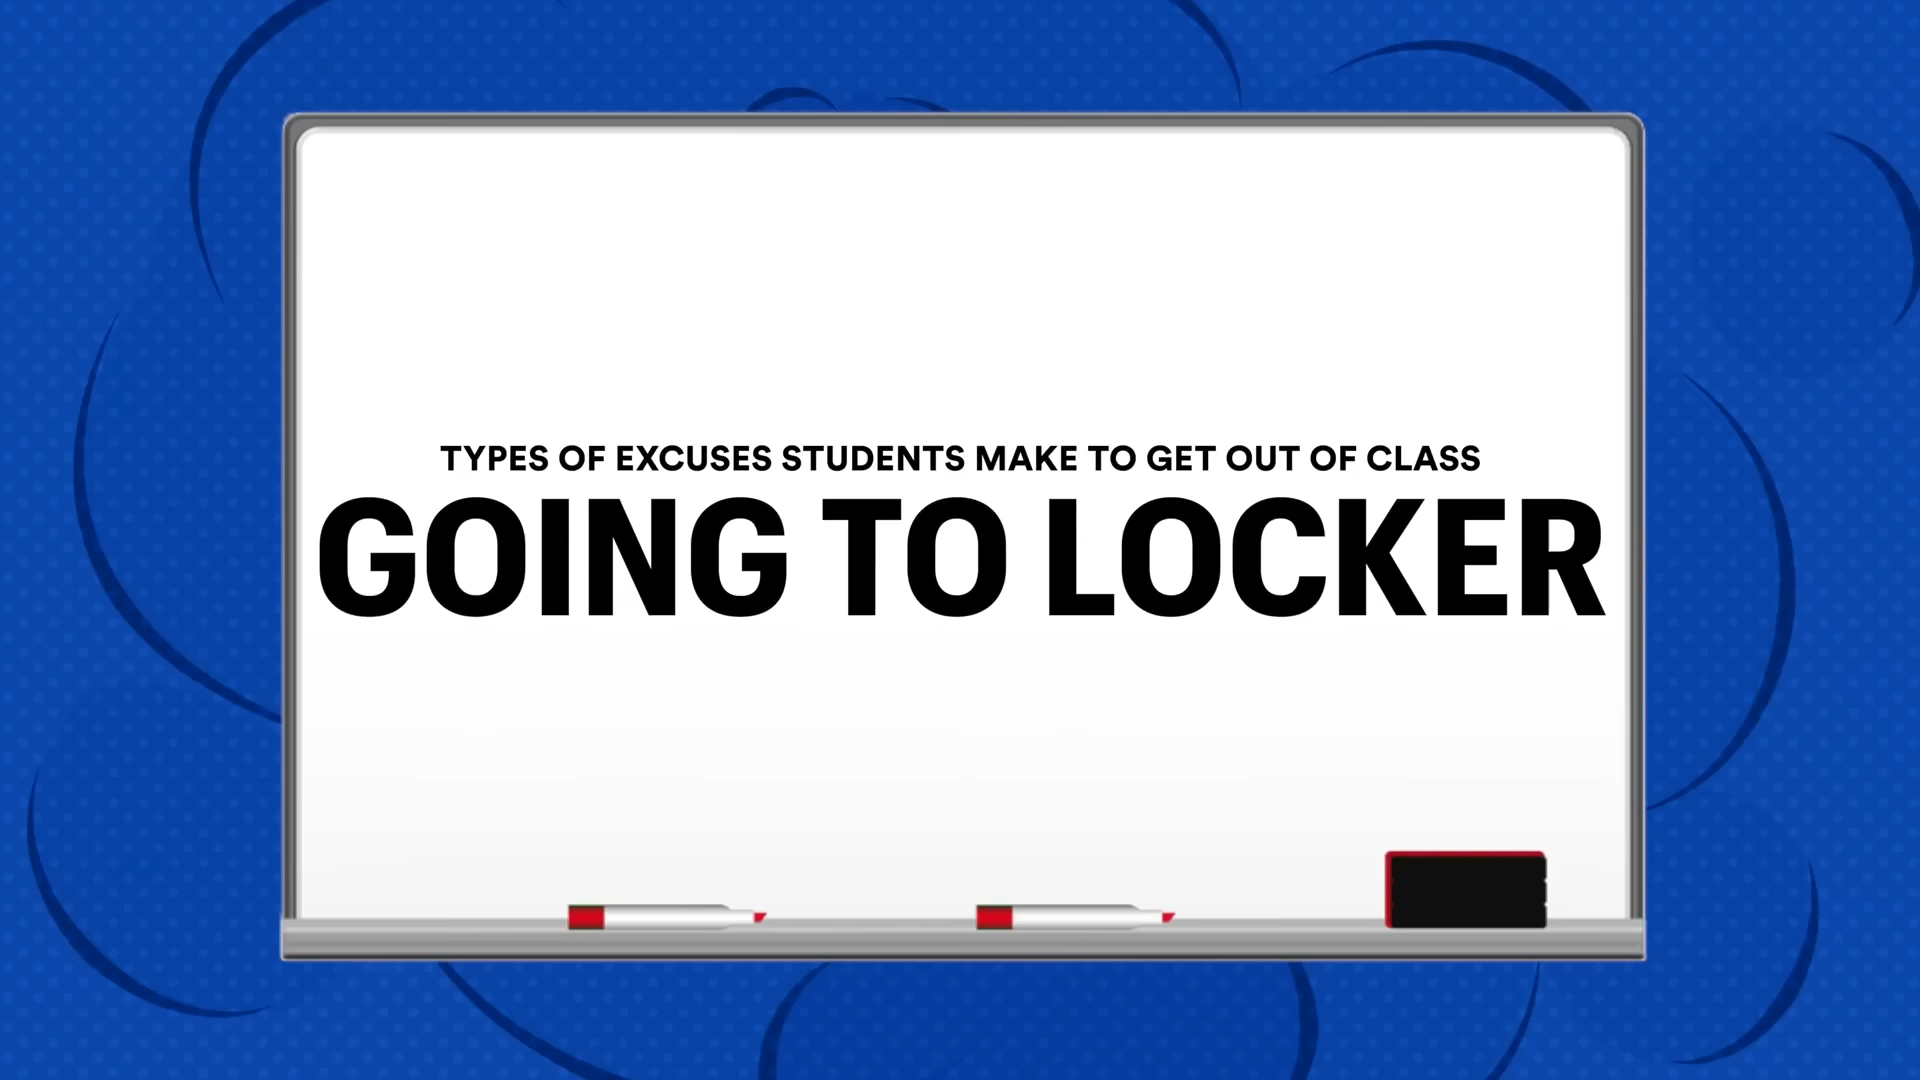 TYPES OF EXCUSES STUDENTS MAKE TO GET OUT OF CLASS
GOING TO LOCKER